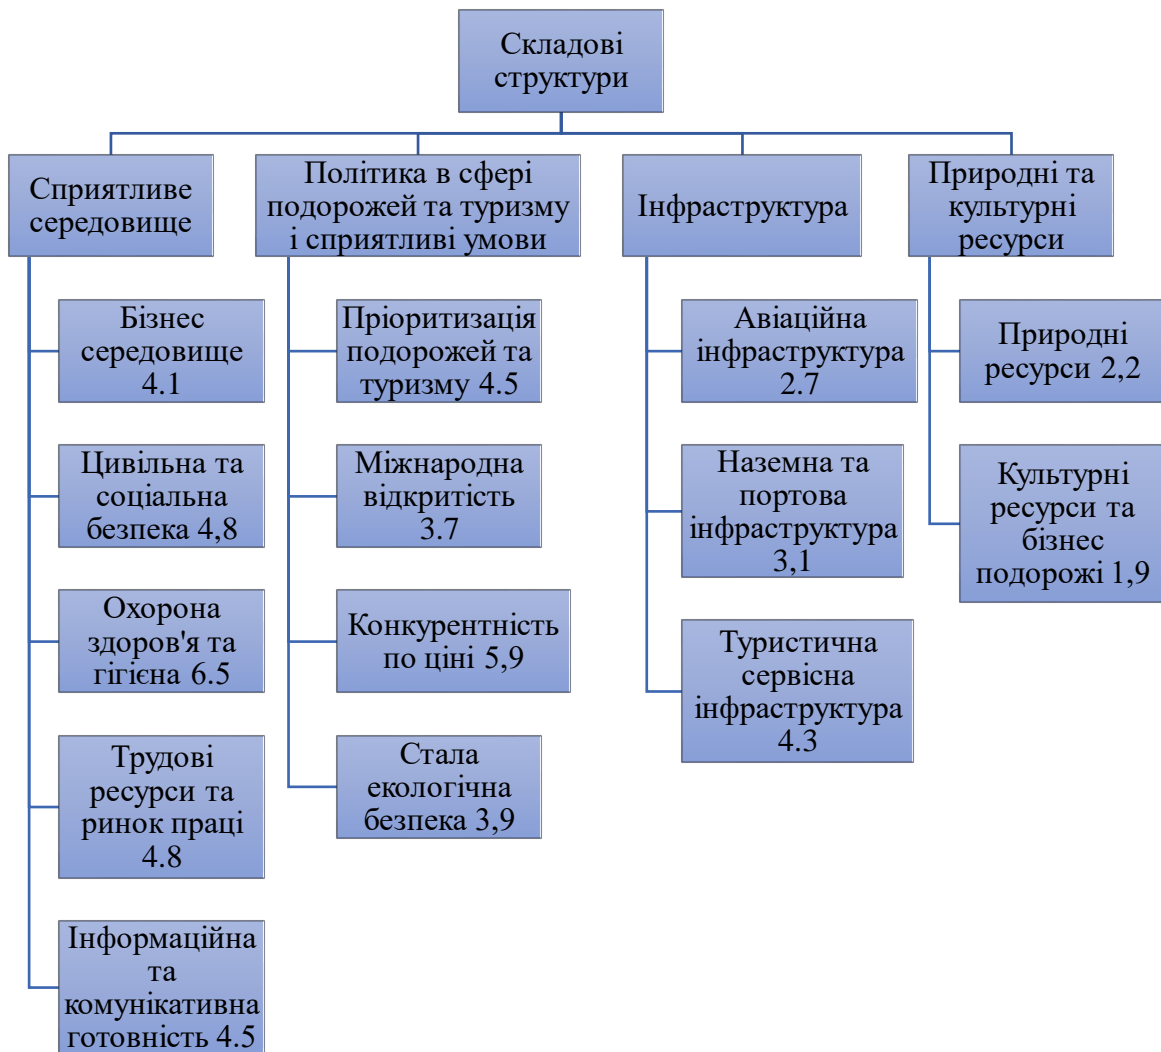 Складові
структури
Сприятливе
середовище
Політика в сфері
подорожей та туризму
і сприятливі умови
Інфраструктура
Природні та
культурні
ресурси
Бізнес
середовище
4.1
Цивільна та
соціальна
безпека 4,8
Охорона
здоров'я та
гігієна 6.5
Трудові
ресурси та
ринок праці
4.8
Інформаційна
та
комунікативна
готовність 4.5
Пріоритизація
подорожей та
туризму 4.5
Міжнародна
відкритість
3.7
Конкурентність
по ціні 5,9
Стала
екологічна
безпека 3,9
Авіаційна
інфраструктура
2.7
Наземна та
портова
інфраструктура
3,1
Туристична
сервісна
інфраструктура
4.3
Природні
ресурси 2,2
Культурні
ресурси та
бізнес
подорожі 1,9